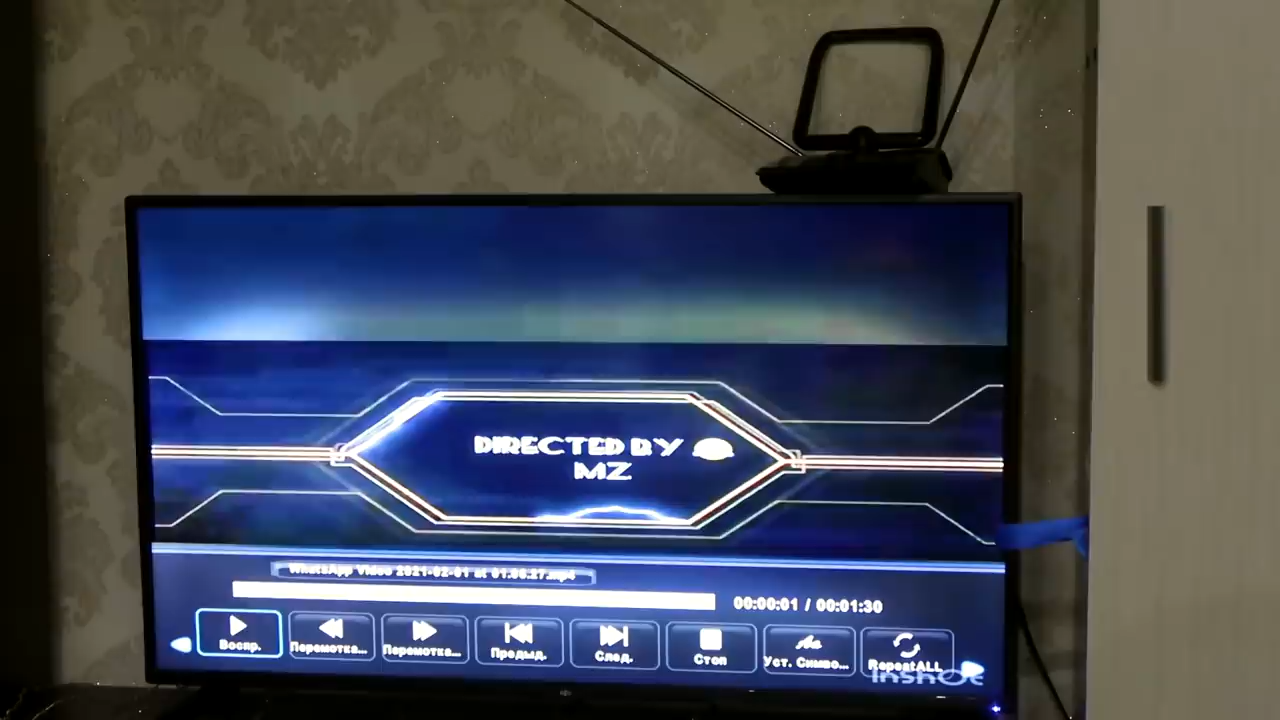 DIRECTED BY
MZ
WhatsApp Video 2021-02-01 at 01.06.27.mp4
00:00:01 / 00:01:30
Воспр.
Перемотка...
Перемотка...
Предыд.
След.
Стоп
Уст. Симво...
RepeatALL
InShOt